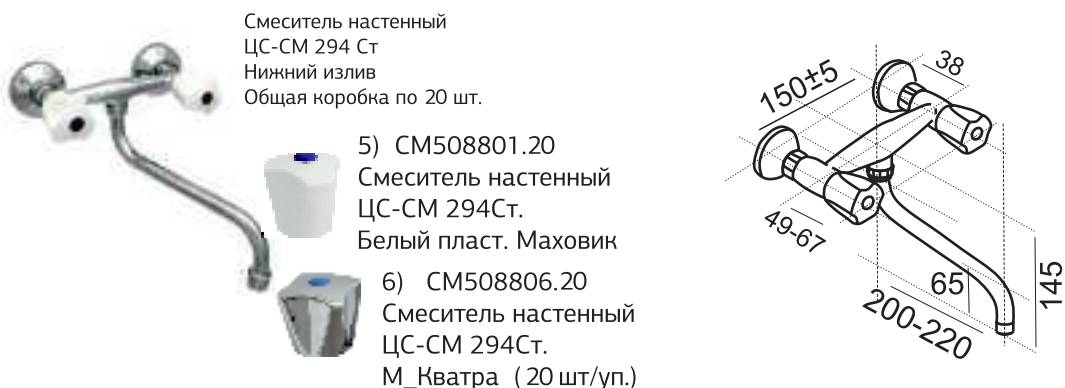 Смеситель настенный
ЦС-СМ 294 Ст
Нижний излив
Общая коробка по 20 шт.
5) СМ508801.20
Смеситель настенный
ЦС-СМ 294Ст.
Белый пласт. Маховик
6) СМ508806.20
Смеситель настенный
ЦС-СМ 294Ст.
М_Кватра (20 шт/уп.)
150±5
38
49-67
65
200-220
145